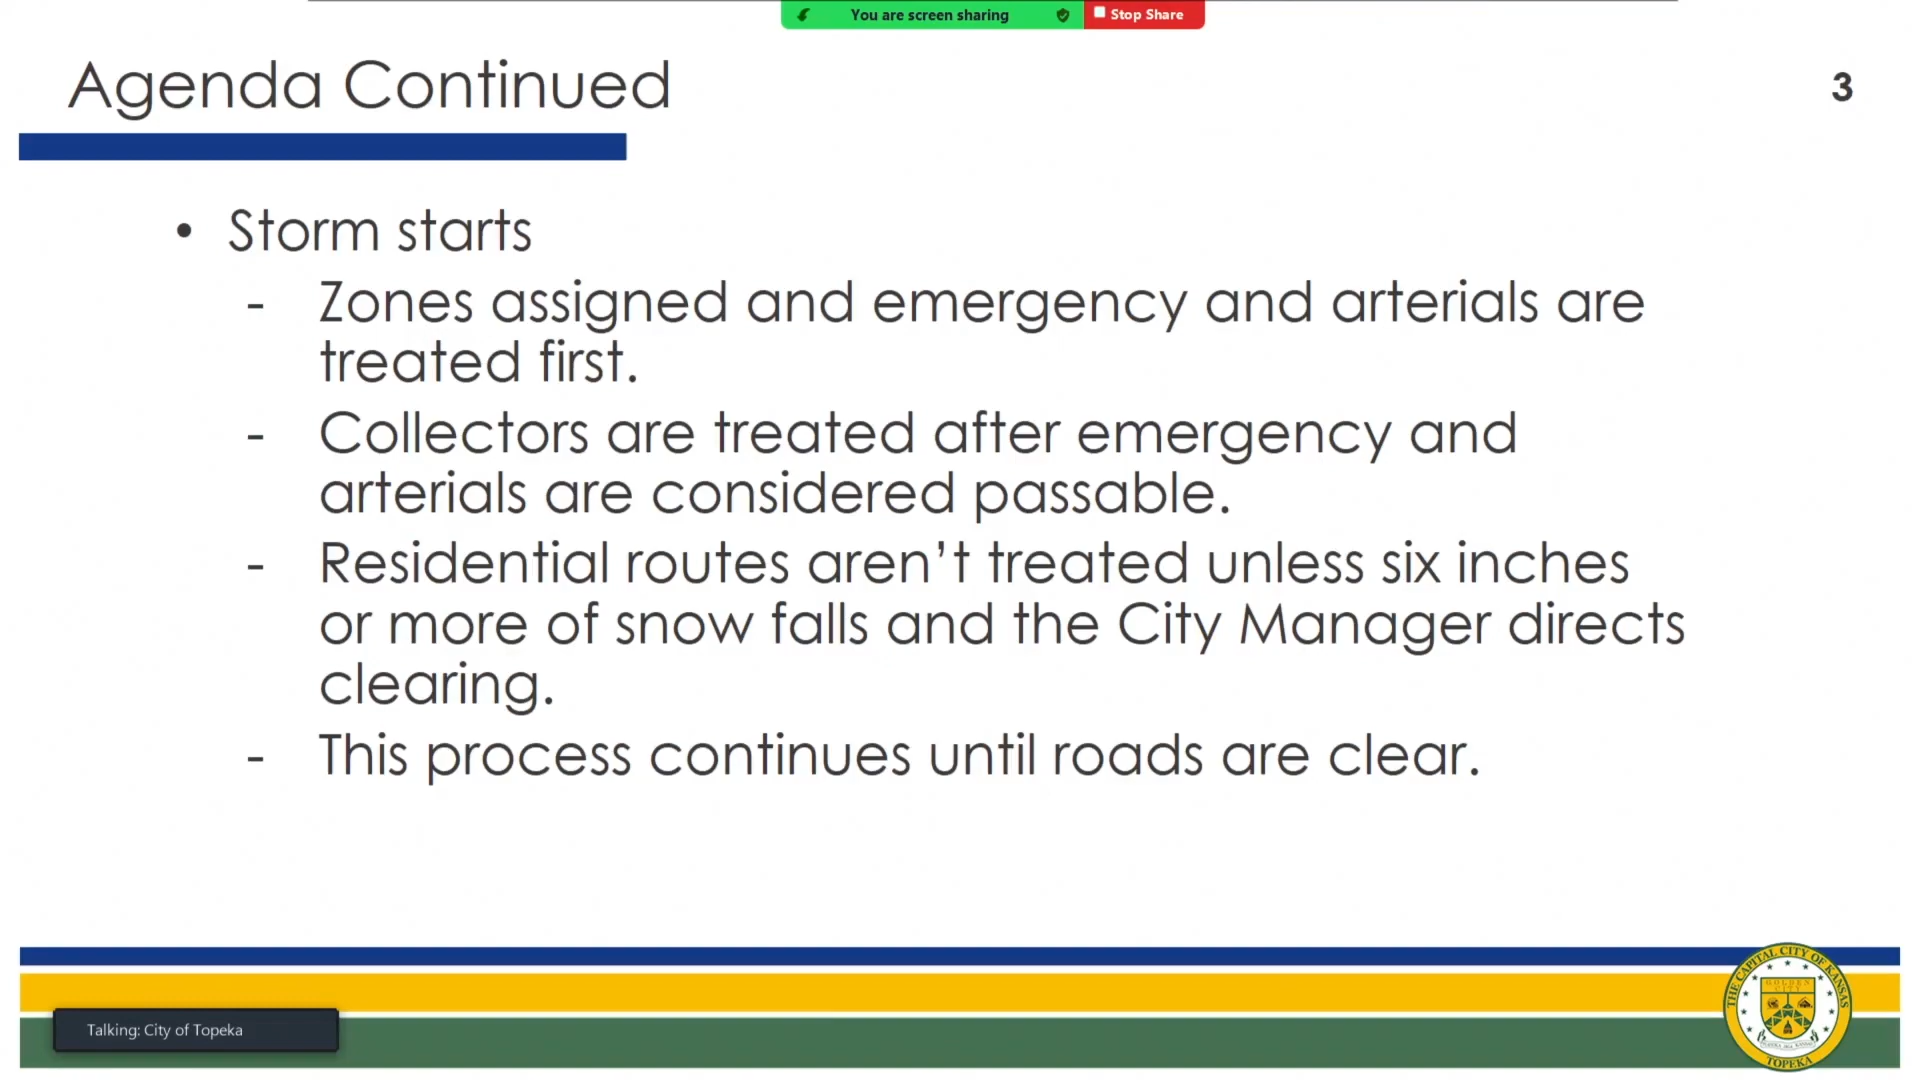 You are screen sharing
Stop Share
Agenda Continued
3
• Storm starts
- Zones assigned and emergency and arterials are
treated first.
- Collectors are treated after emergency and
arterials are considered passable.
- Residential routes aren’t treated unless six inches
or more of snow falls and the City Manager directs
clearing.
- This process continues until roads are clear.
Talking: City of Topeka
THE CAPITAL CITY OF KANSAS
GOLDEN
CITY
TOPEKA